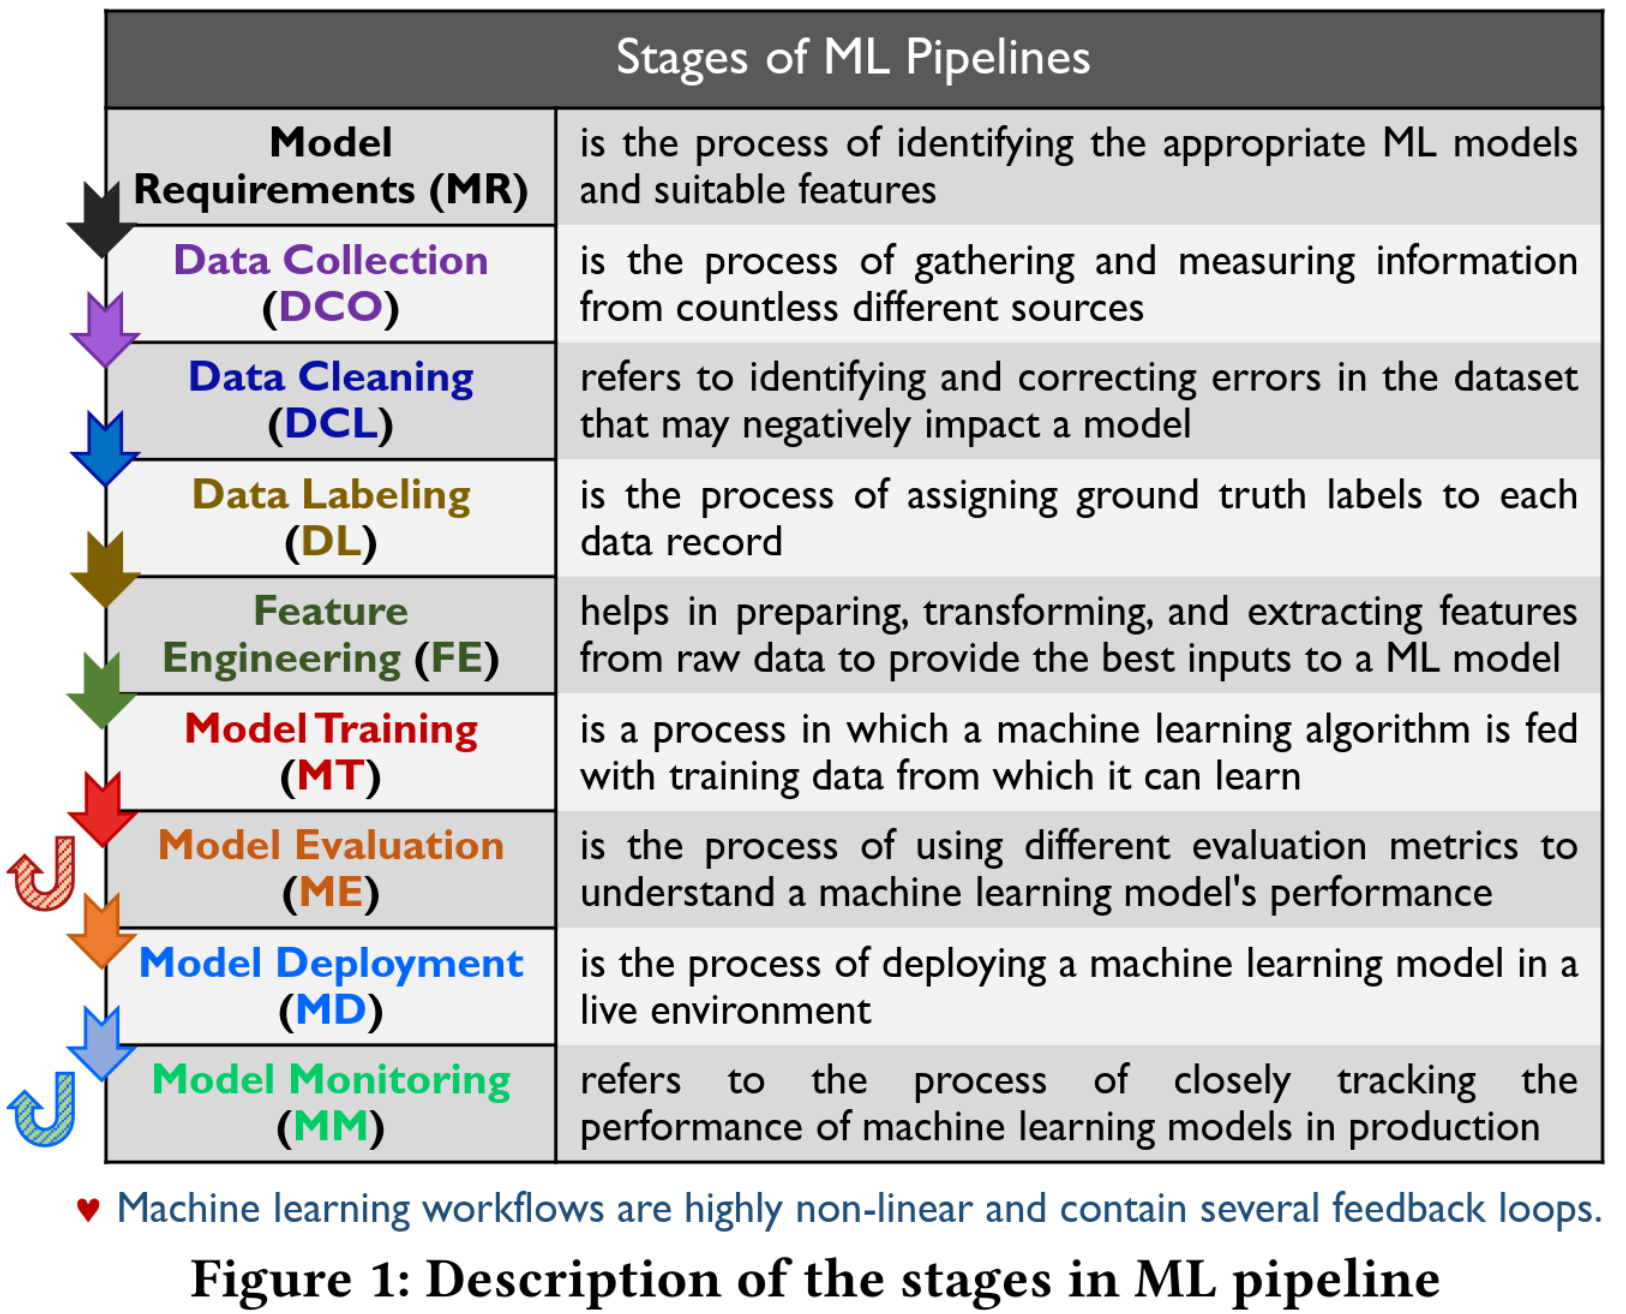 Stages of ML Pipelines
Model
Requirements (MR)
is the process of identifying the appropriate ML models
and suitable features
Data Collection
(DCO)
is the process of gathering and measuring information
from countless different sources
Data Cleaning
(DCL)
refers to identifying and correcting errors in the dataset
that may negatively impact a model
Data Labeling
(DL)
is the process of assigning ground truth labels to each
data record
Feature
Engineering (FE)
helps in preparing, transforming, and extracting features
from raw data to provide the best inputs to a ML model
Model Training
(MT)
is a process in which a machine learning algorithm is fed
with training data from which it can learn
Model Evaluation
(ME)
is the process of using different evaluation metrics to
understand a machine learning model's performance
Model Deployment
(MD)
is the process of deploying a machine learning model in a
live environment
Model Monitoring
(MM)
refers to the process of closely tracking the
performance of machine learning models in production
♥ Machine learning workflows are highly non-linear and contain several feedback loops.
Figure 1: Description of the stages in ML pipeline